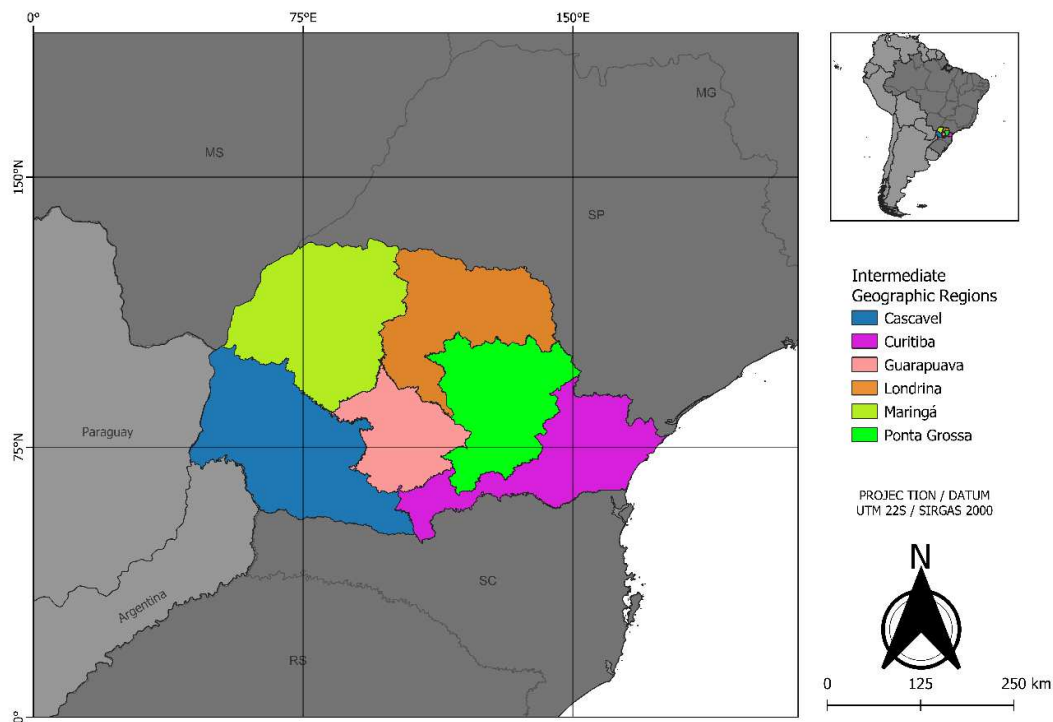 0°
75°E
150°E
MG
MS
150°N
SP
Intermediate
Geographic Regions
Cascavel
Curitiba
Guarapuava
Londrina
Maringá
Ponta Grossa
Paraguay
75°N
PROJEC TION / DATUM
UTM 22S / SIRGAS 2000
N
SC
Argentina
RS
0
125
250 km
0°